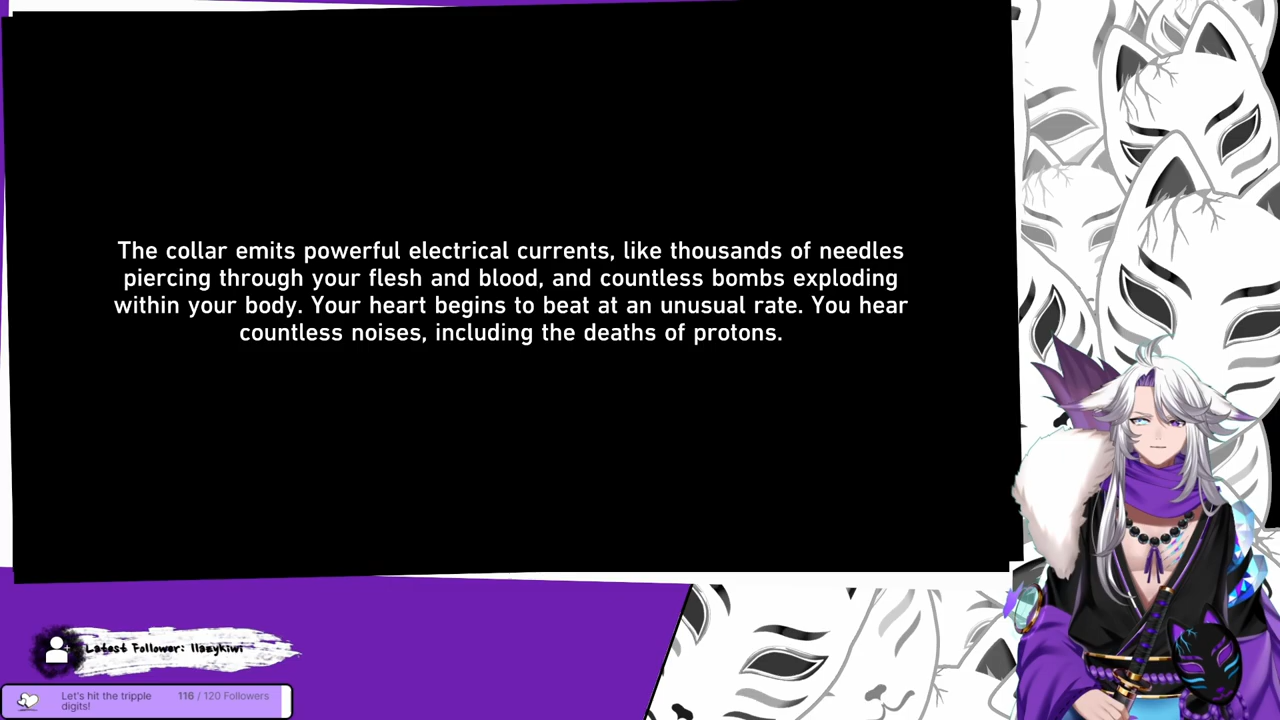 The collar emits powerful electrical currents, like thousands of needles
piercing through your flesh and blood, and countless bombs exploding
within your body. Your heart begins to beat at an unusual rate. You hear
countless noises, including the deaths of protons.
Latest Follower: llazykiwi
Let's hit the tripple 116 / 120 Followers
digits!